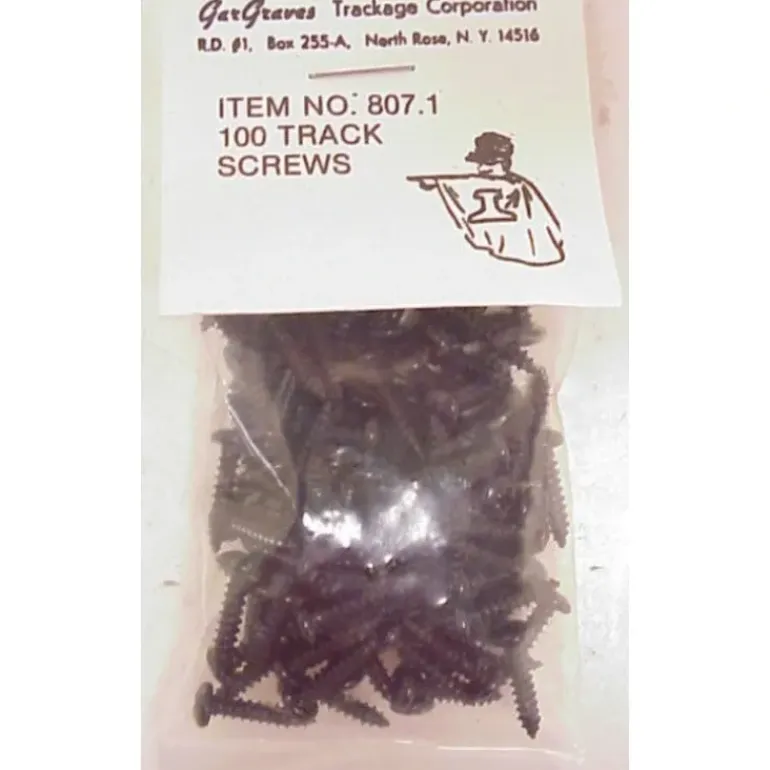 GarGraves Trackage Corporation
R.D. #1, Box 255-A, North Rose, N. Y. 14516
ITEM NO. 807.1
100 TRACK
SCREWS